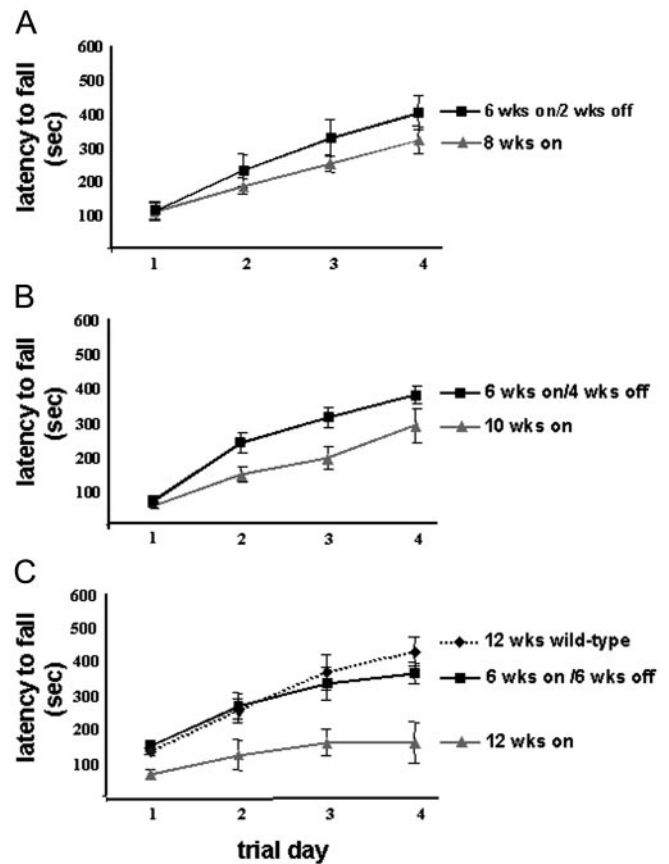 A
600
500
400
300
200
100
latency to fall
(sec)
6 wks on/2 wks off
8 wks on
1 2 3 4
B
600
500
400
300
200
100
latency to fall
(sec)
6 wks on/4 wks off
10 wks on
1 2 3 4
C
600
500
400
300
200
100
latency to fall
(sec)
12 wks wild-type
6 wks on /6 wks off
12 wks on
1 2 3 4
trial day